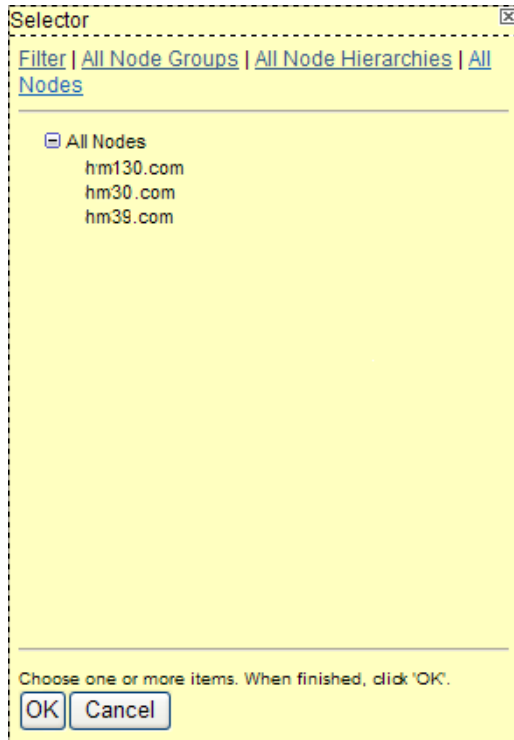 Selector
Filter | All Node Groups | All Node Hierarchies | All
Nodes
All Nodes
hm130.com
hm30.com
hm39.com
Choose one or more items. When finished, click 'OK'.
OK Cancel